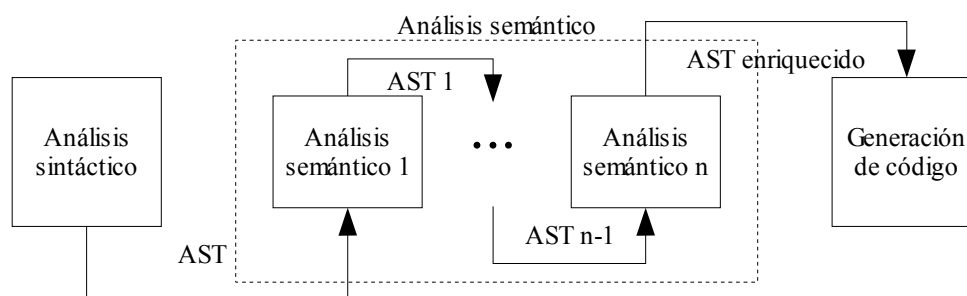 Análisis semántico
AST enriquecido
AST 1
Análisis
sintáctico
Análisis
semántico 1
...
Análisis
semántico n
Generación
de código
AST
AST n-1